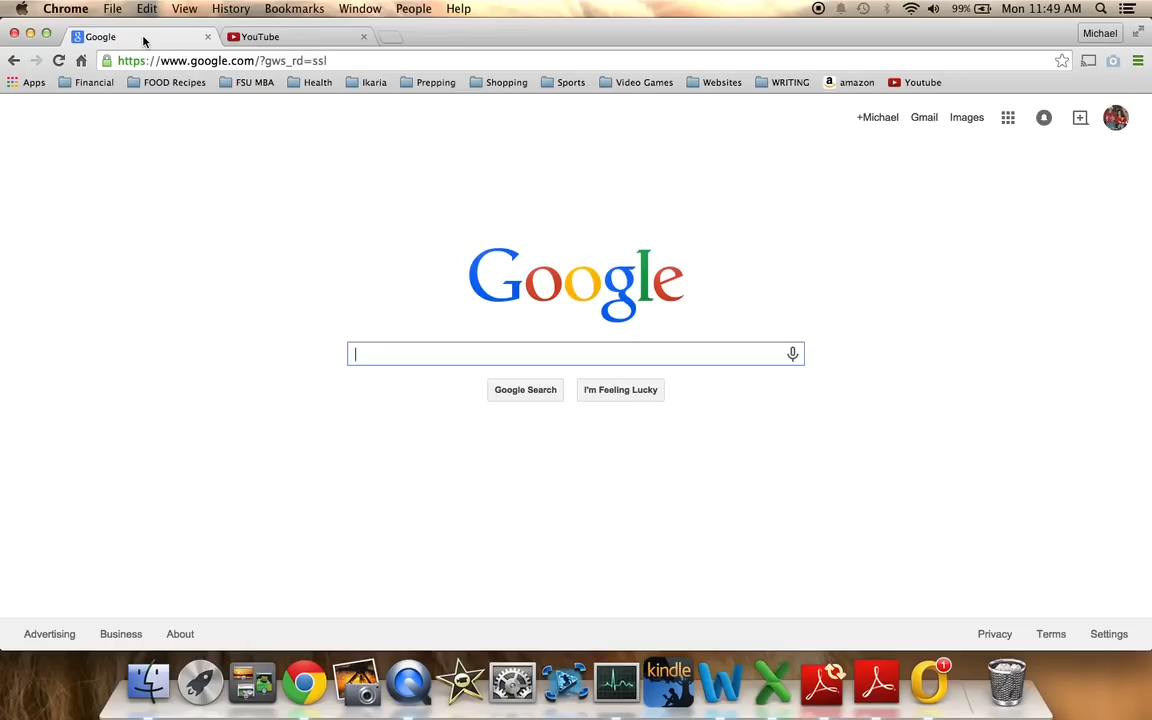 Chrome File Edit View History Bookmarks Window People Help 99% Mon 11:49 AM
Google YouTube Michael
https://www.google.com/?gws_rd=ssl
Apps Financial FOOD Recipes FSU MBA Health Ikaria Prepping Shopping Sports Video Games Websites WRITING amazon Youtube
+Michael Gmail Images
Google
Google Search I'm Feeling Lucky
Advertising Business About Privacy Terms Settings
kindle 1